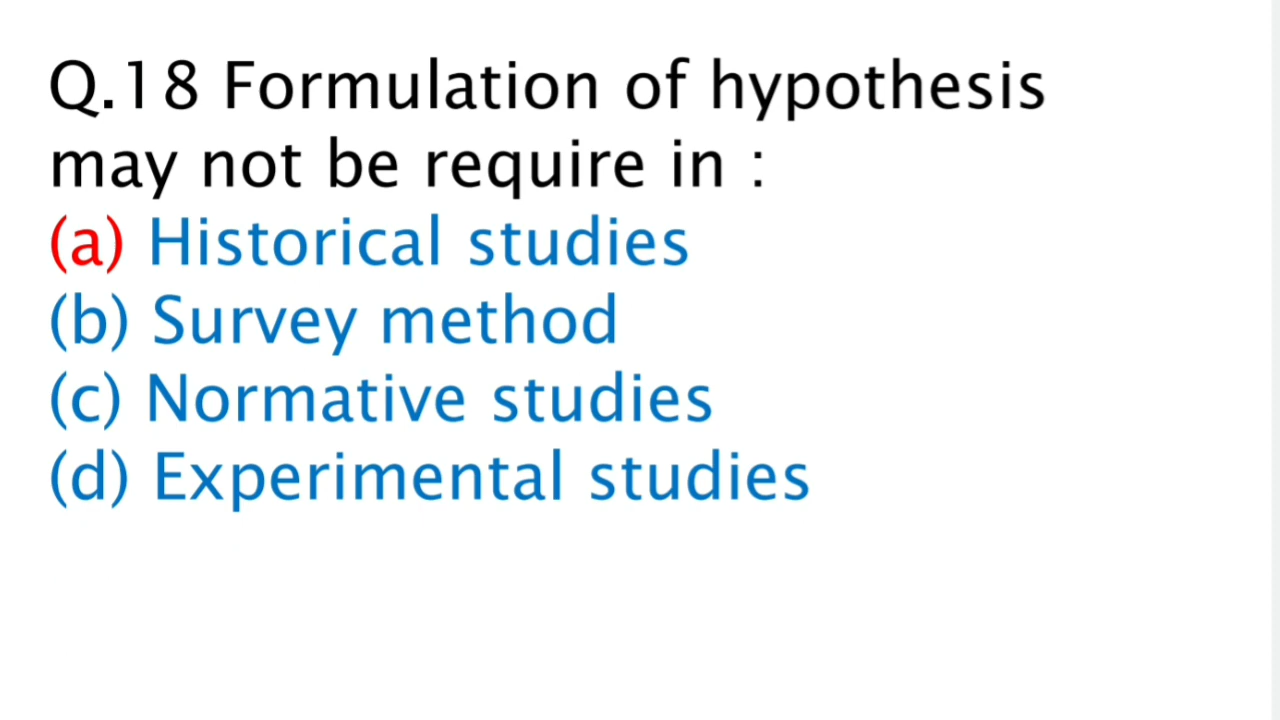 Q.18 Formulation of hypothesis
may not be require in :
(a) Historical studies
(b) Survey method
(c) Normative studies
(d) Experimental studies